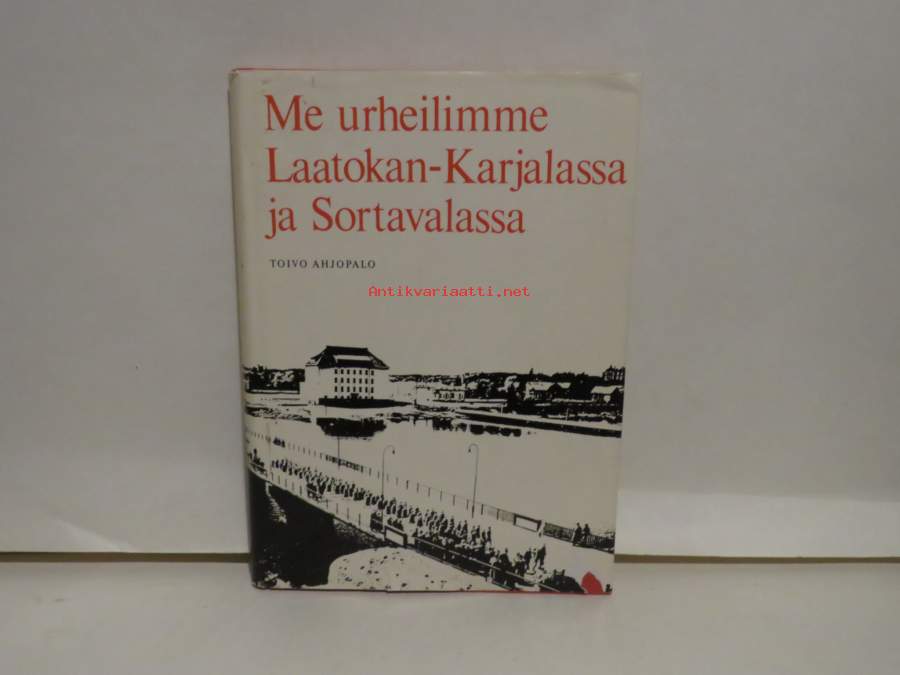 Me urheilimme
Laatokan-Karjalassa
ja Sortavalassa
TOIVO AHJOPALO
Antikvariaatti.net